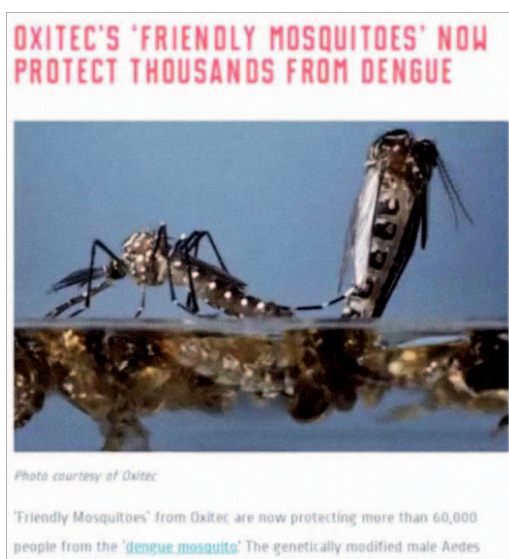 OXITEC'S 'FRIENDLY MOSQUITOES' NOW
PROTECT THOUSANDS FROM DENGUE
Photo courtesy of Oxitec
'Friendly Mosquitoes' from Oxitec are now protecting more than 60,000
people from the 'dengue mosquito.' The genetically modified male Aedes